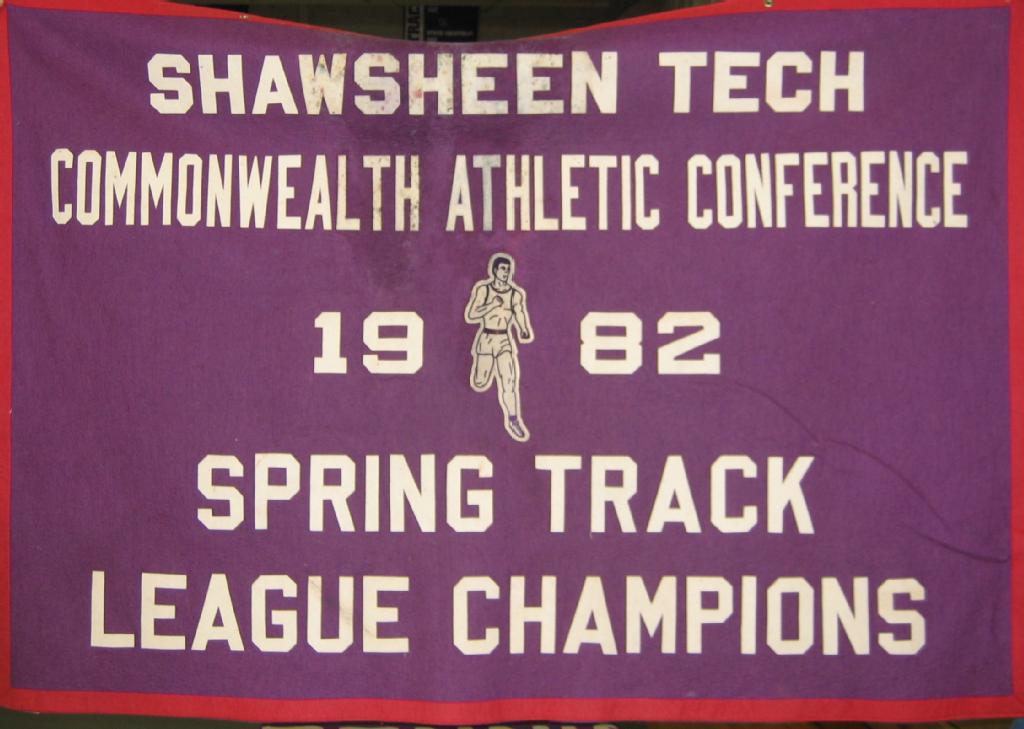 SHAWSHEEN TECH
COMMONWEALTH ATHLETIC CONFERENCE
19 82
SPRING TRACK
LEAGUE CHAMPIONS